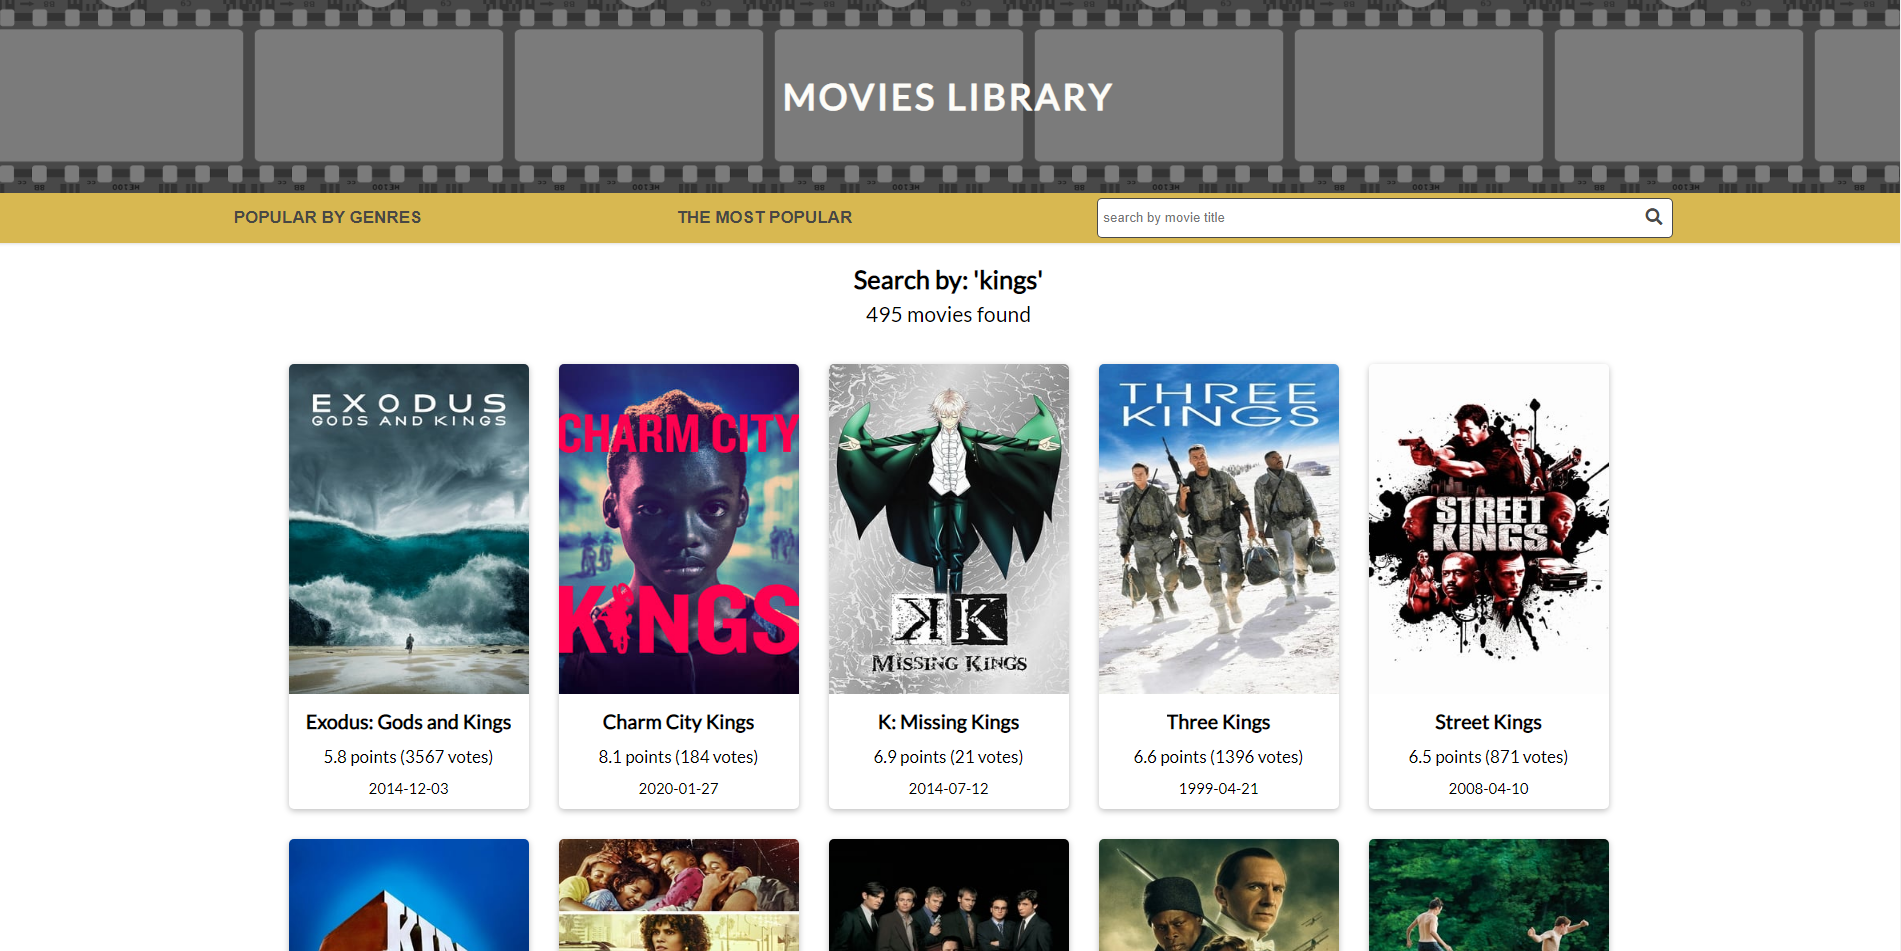 MOVIES LIBRARY
POPULAR BY GENRES
THE MOST POPULAR
search by movie title
Search by: 'kings'
495 movies found
EXODUS
GODS AND KINGS
CHARM CITY
KINGS
K K
MISSING KINGS
THREE
KINGS
STREET
KINGS
Exodus: Gods and Kings
5.8 points (3567 votes)
2014-12-03
Charm City Kings
8.1 points (184 votes)
2020-01-27
K: Missing Kings
6.9 points (21 votes)
2014-07-12
Three Kings
6.6 points (1396 votes)
1999-04-21
Street Kings
6.5 points (871 votes)
2008-04-10